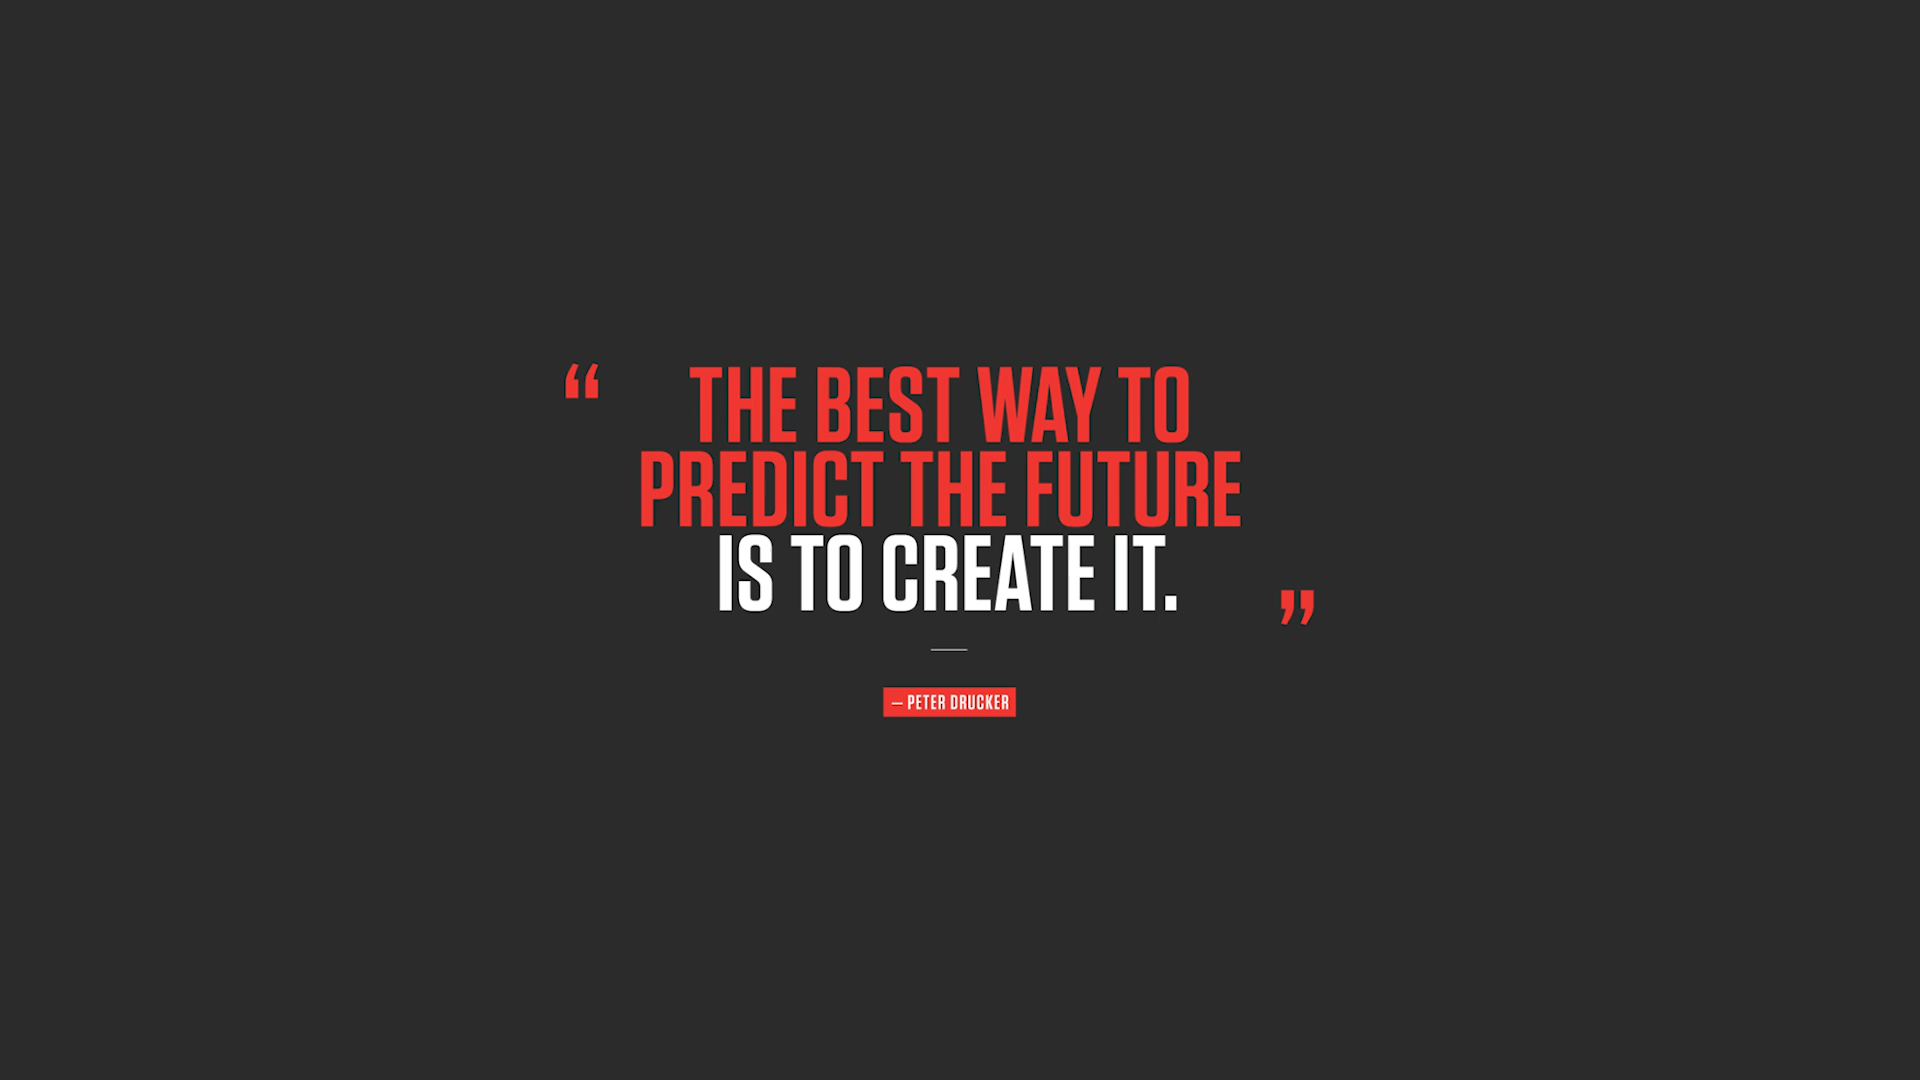 “ THE BEST WAY TO
PREDICT THE FUTURE
IS TO CREATE IT. ”
— PETER DRUCKER